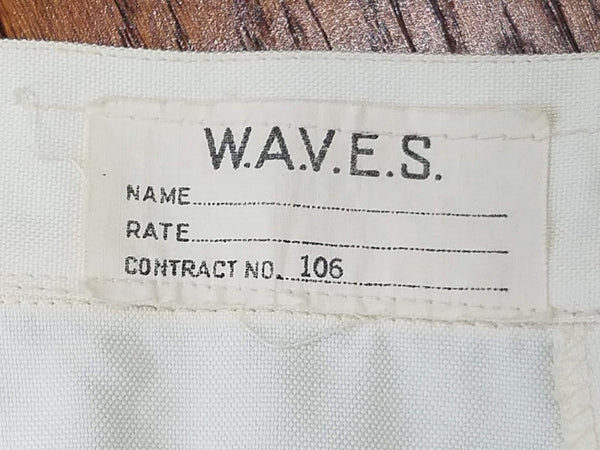 W.A.V.E.S.
NAME
RATE
CONTRACT NO. 106